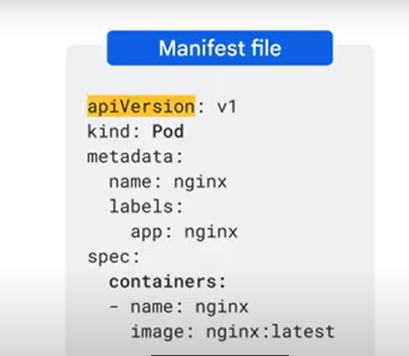 Manifest file
apiVersion: v1
kind: Pod
metadata:
  name: nginx
  labels:
    app: nginx
spec:
  containers:
  - name: nginx
    image: nginx:latest